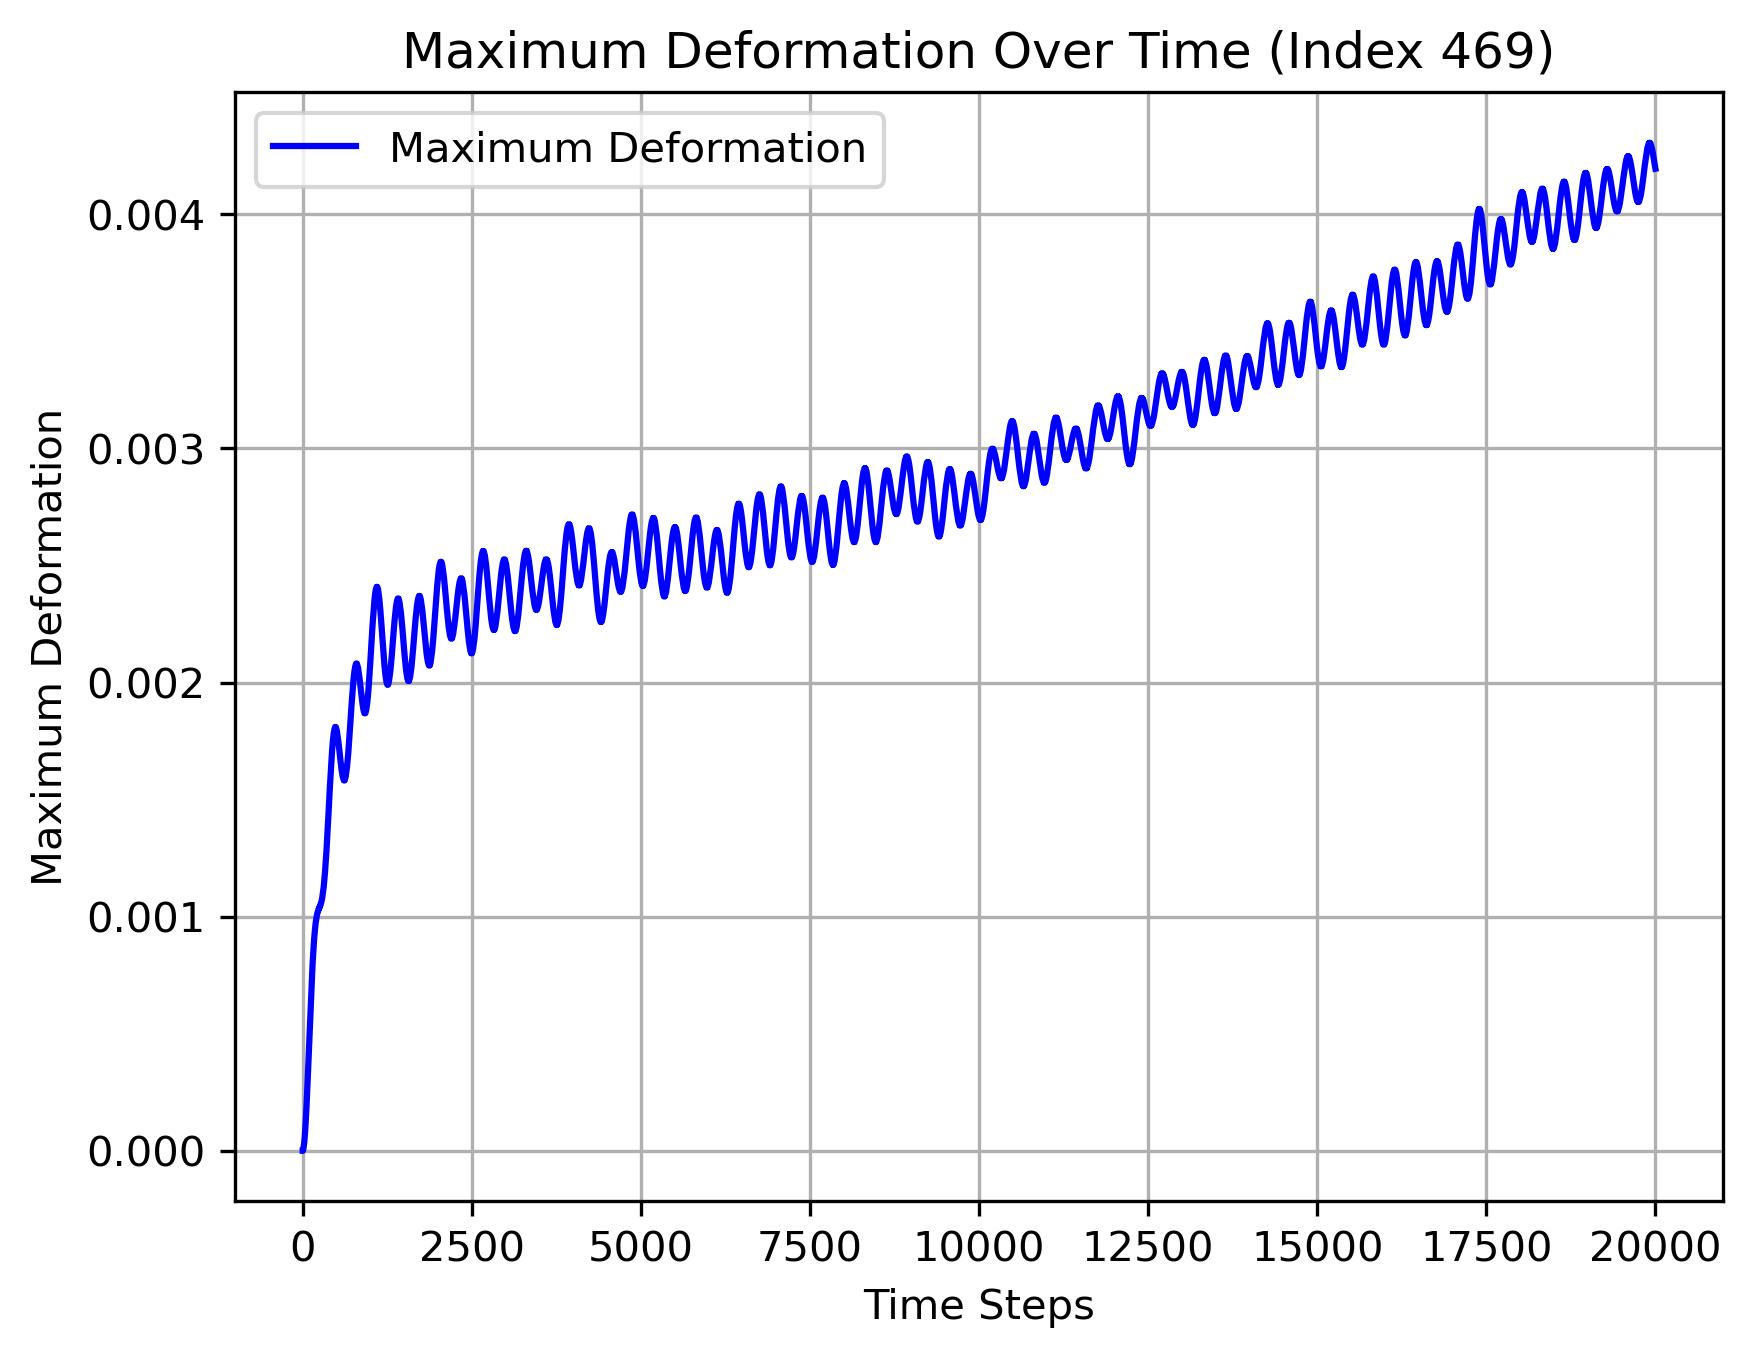 Maximum Deformation Over Time (Index 469)
Maximum Deformation
Maximum Deformation
0.004
0.003
0.002
0.001
0.000
0 2500 5000 7500 10000 12500 15000 17500 20000
Time Steps